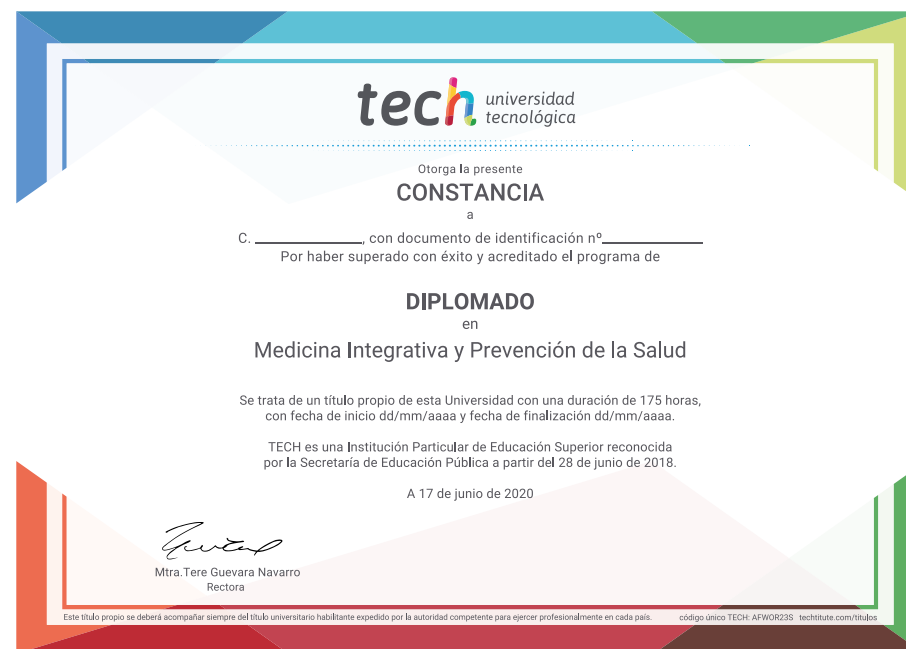 tech universidad
tecnológica
Otorga la presente
CONSTANCIA
a
C. ____________, con documento de identificación nº____________
Por haber superado con éxito y acreditado el programa de
DIPLOMADO
en
Medicina Integrativa y Prevención de la Salud
Se trata de un título propio de esta Universidad con una duración de 175 horas,
con fecha de inicio dd/mm/aaaa y fecha de finalización dd/mm/aaaa.
TECH es una Institución Particular de Educación Superior reconocida
por la Secretaría de Educación Pública a partir del 28 de junio de 2018.
A 17 de junio de 2020
Mtra.Tere Guevara Navarro
Rectora
Este título propio se deberá acompañar siempre del título universitario habilitante expedido por la autoridad competente para ejercer profesionalmente en cada país. código único TECH: AFWOR23S techtitute.com/titulos